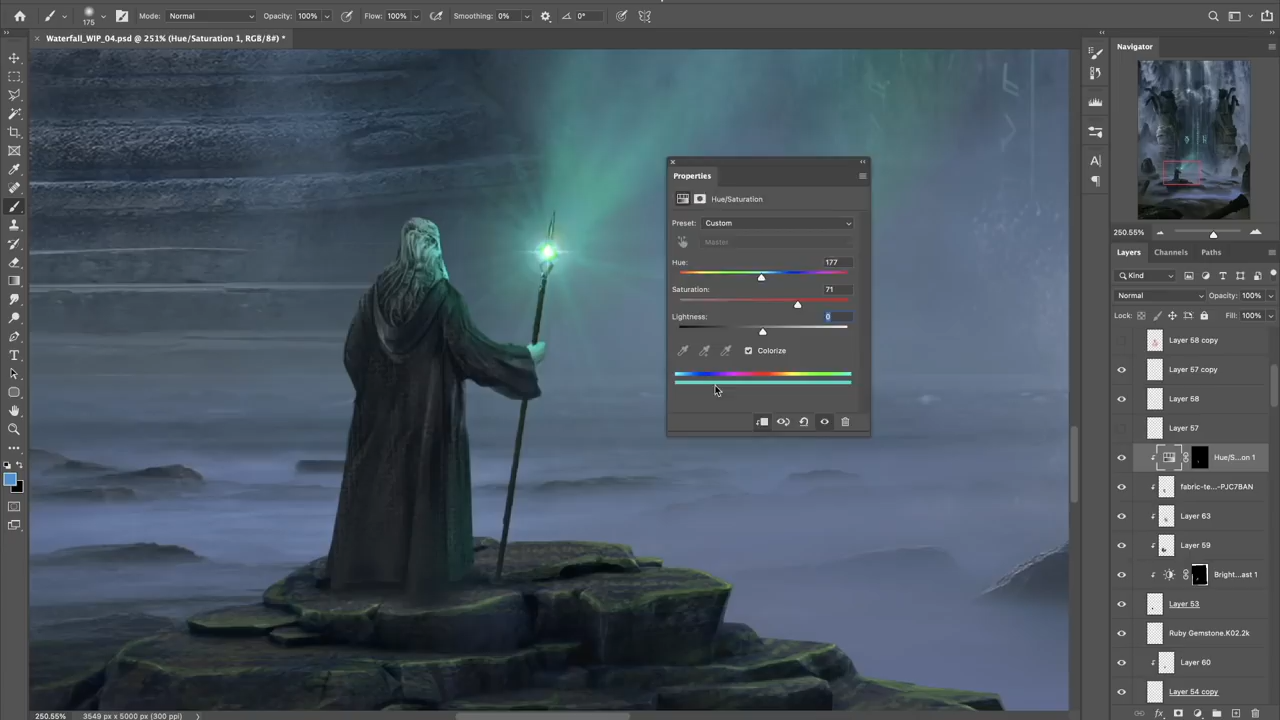 175
Mode: Normal
Opacity: 100%
Flow: 100%
Smoothing: 0%
0°
Waterfall_WIP_04.psd @ 251% (Hue/Saturation 1, RGB/8#) *
Properties
Hue/Saturation
Preset: Custom
Master
Hue: 177
Saturation: 71
Lightness: 0
Colorize
Navigator
250.55%
Layers Channels Paths
Kind
Normal
Opacity: 100%
Lock:
Fill: 100%
Layer 58 copy
Layer 57 copy
Layer 58
Layer 57
Hue/S...on 1
fabric-te...-PJC7BAN
Layer 63
Layer 59
Bright...ast 1
Layer 53
Ruby Gemstone.K02.2k
Layer 60
Layer 54 copy
250.55%
3549 px x 5000 px (300 ppi)